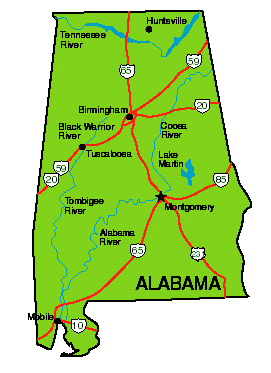 Huntsville
Tennessee
River
65
59
Birmingham
20
Black Warrior
River
Coosa
River
Tuscaloosa
Lake
Martin
59
20
85
Tombigee
River
Montgomery
Alabama
River
65
231
ALABAMA
Mobile
10